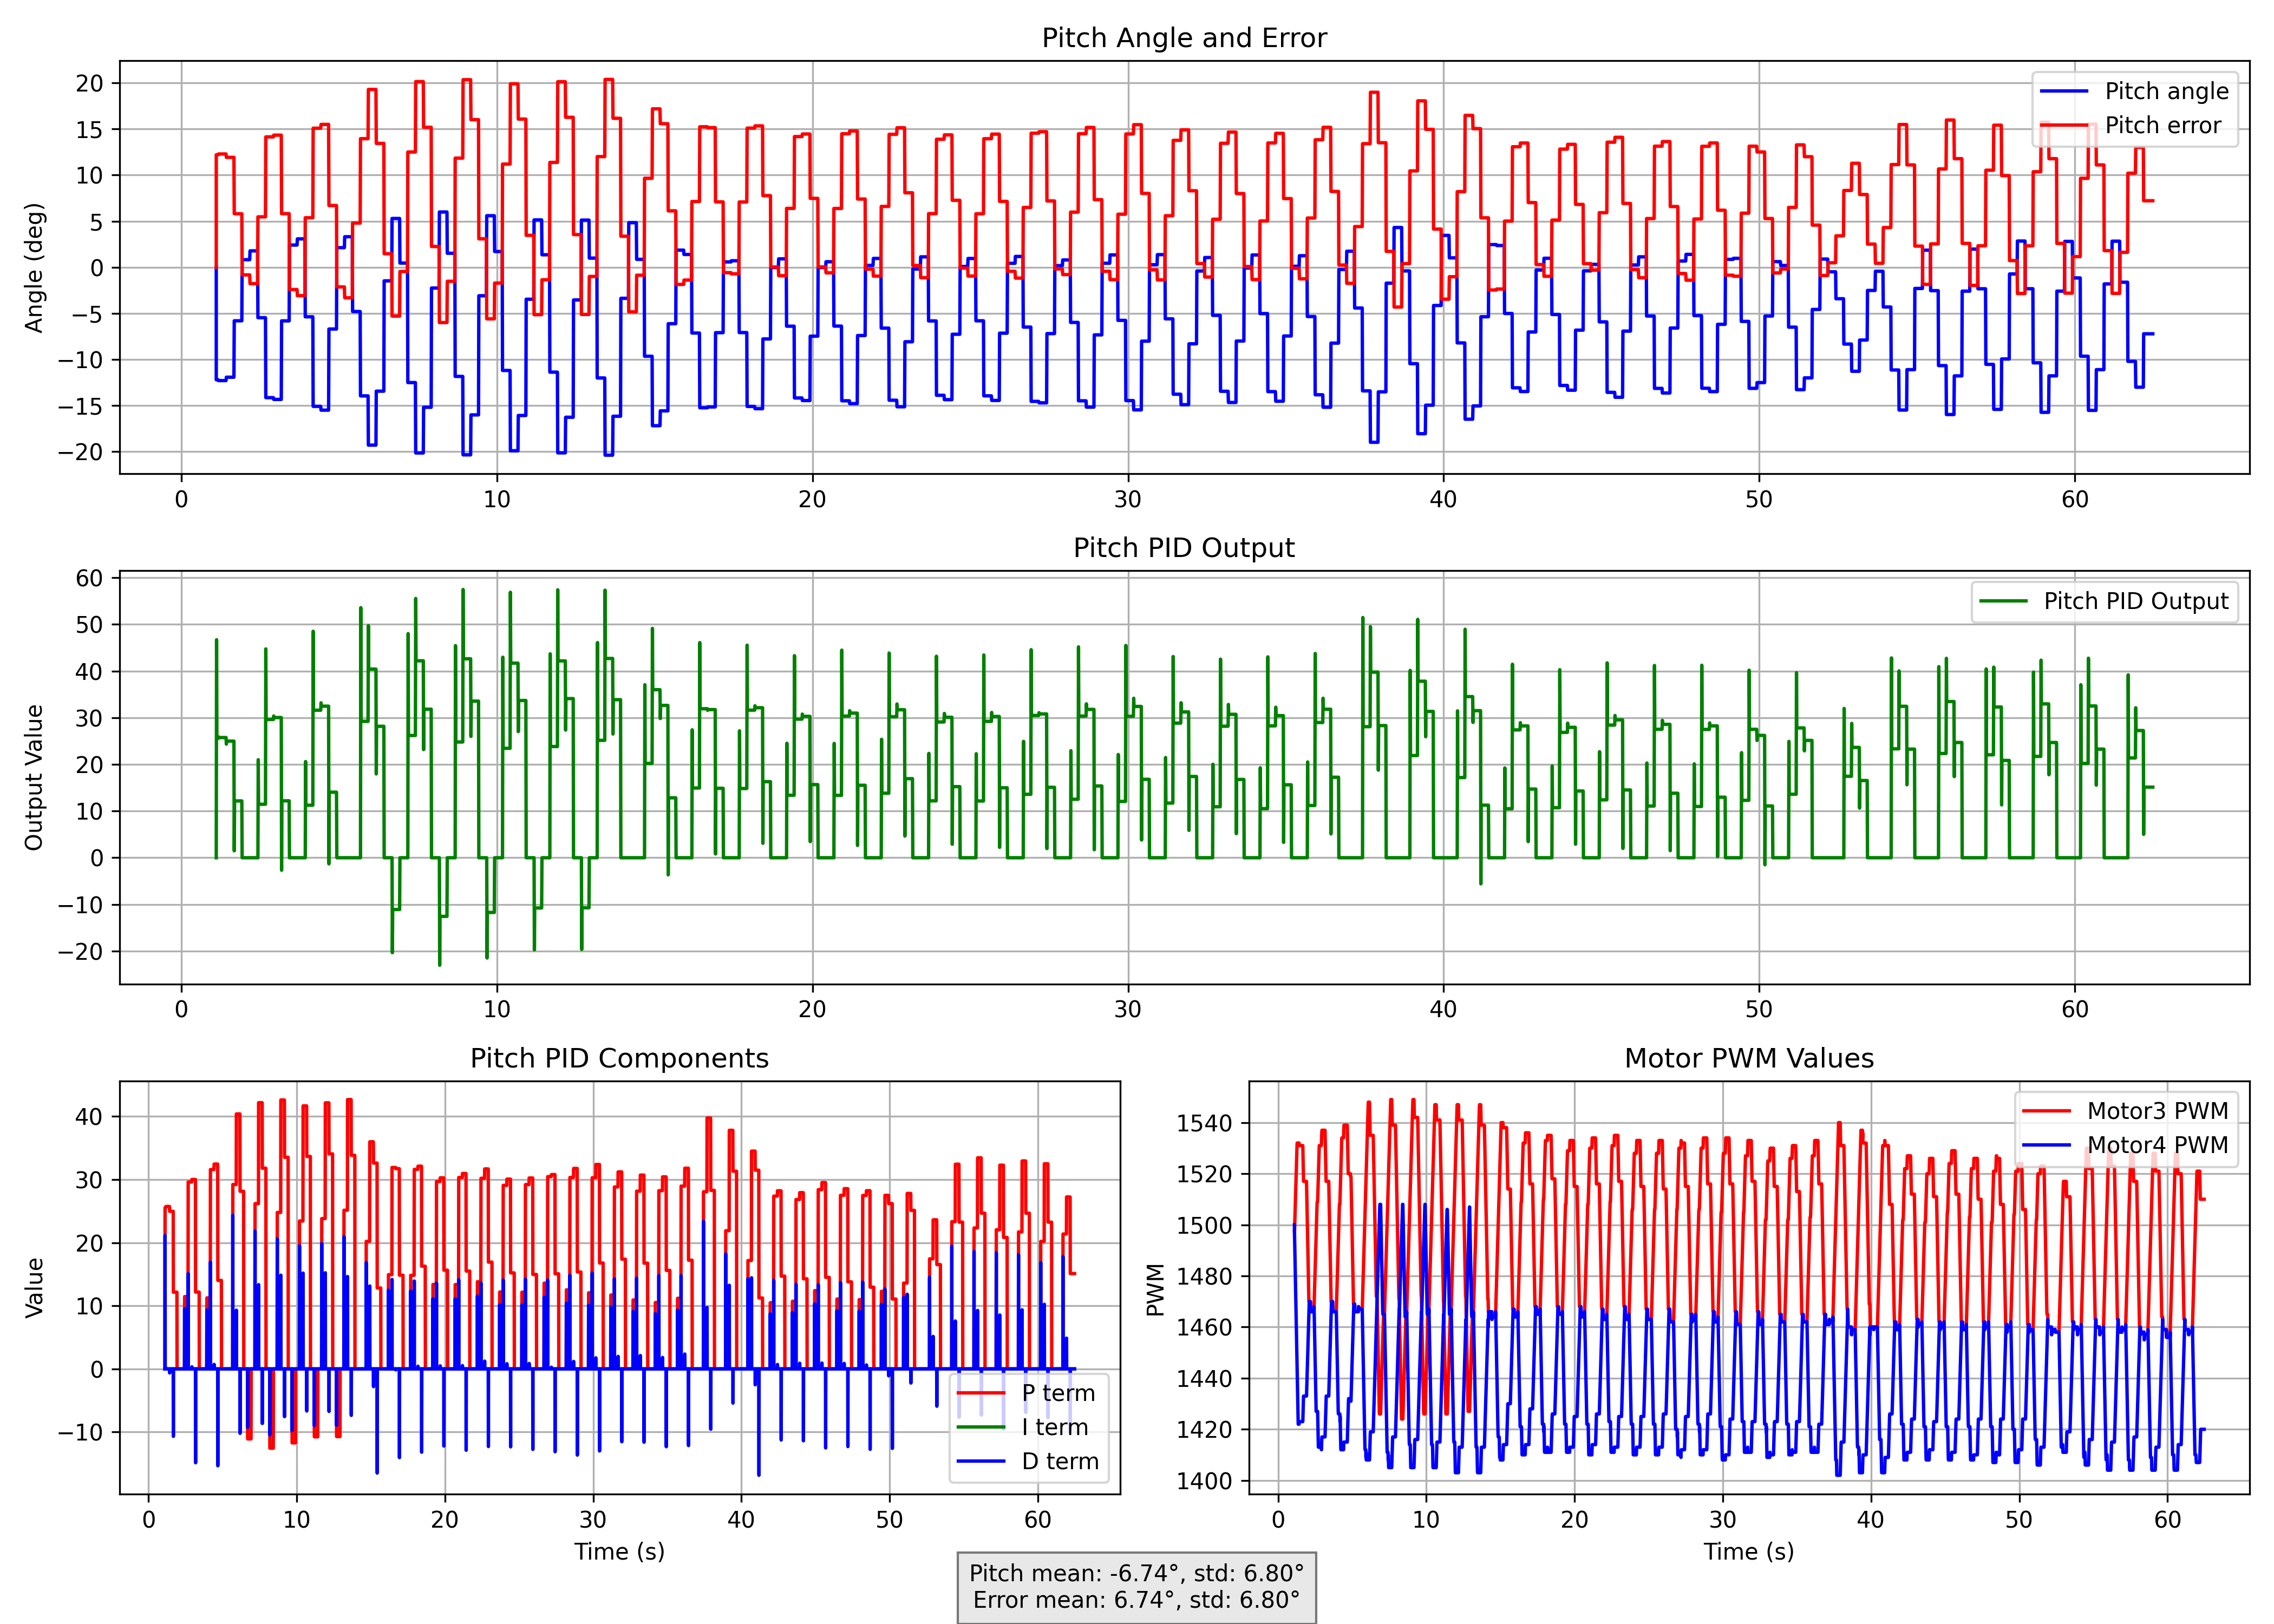 Pitch Angle and Error
Angle (deg)
20
15
10
5
0
−5
−10
−15
−20
Pitch angle
Pitch error
0 10 20 30 40 50 60
Pitch PID Output
Output Value
60
50
40
30
20
10
0
−10
−20
Pitch PID Output
0 10 20 30 40 50 60
Pitch PID Components
Value
40
30
20
10
0
−10
P term
I term
D term
0 10 20 30 40 50 60
Time (s)
Motor PWM Values
PWM
1540
1520
1500
1480
1460
1440
1420
1400
Motor3 PWM
Motor4 PWM
0 10 20 30 40 50 60
Time (s)
Pitch mean: -6.74°, std: 6.80°
Error mean: 6.74°, std: 6.80°